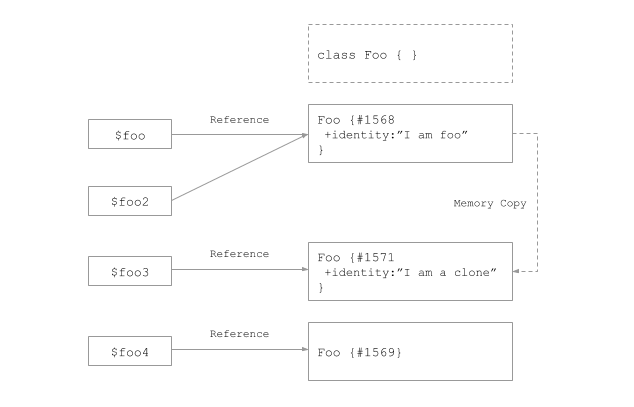 class Foo { }
Reference
$foo
Foo {#1568
+identity:”I am foo”
}
$foo2
Memory Copy
Reference
$foo3
Foo {#1571
+identity:”I am a clone”
}
Reference
$foo4
Foo {#1569}